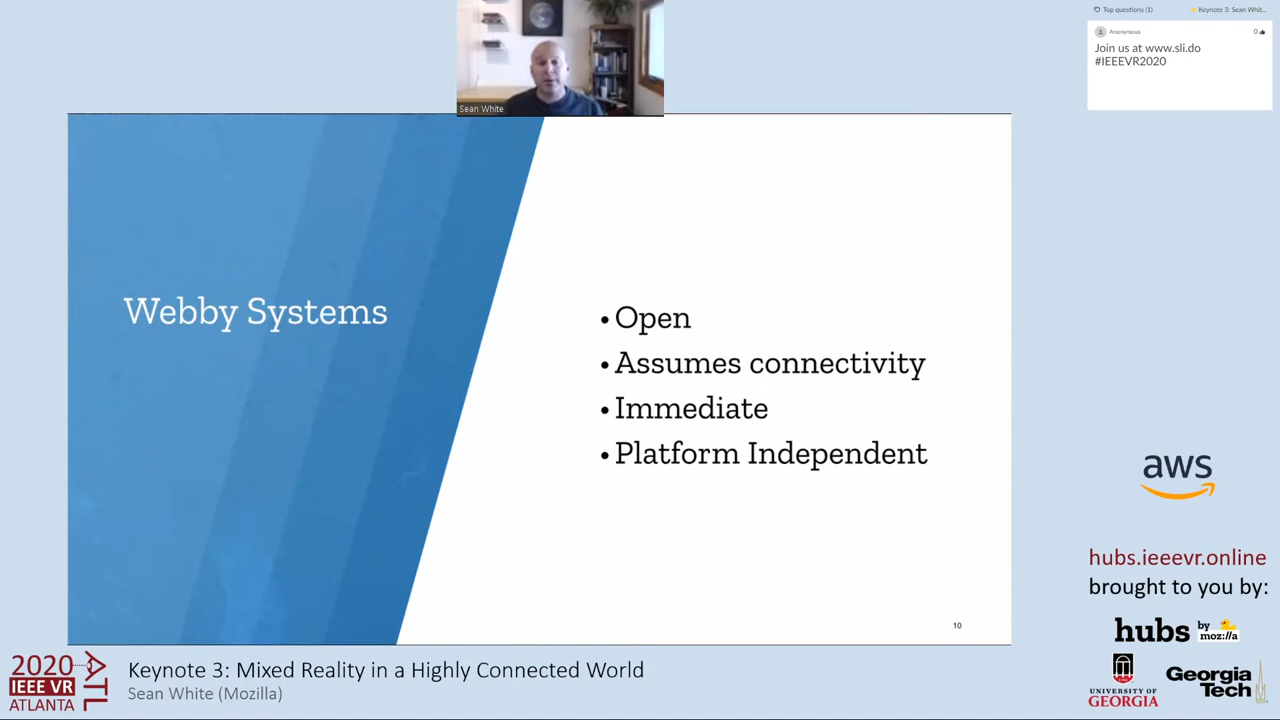 Top questions (1)
Keynote 3: Sean Whit...
Anonymous
0
Join us at www.sli.do
#IEEEVR2020
Sean White
Webby Systems
• Open
• Assumes connectivity
• Immediate
• Platform Independent
10
aws
hubs.ieeevr.online
brought to you by:
hubs by moz://a
UNIVERSITY OF
GEORGIA
Georgia
Tech
2020
IEEE VR
ATLANTA
ATL
Keynote 3: Mixed Reality in a Highly Connected World
Sean White (Mozilla)